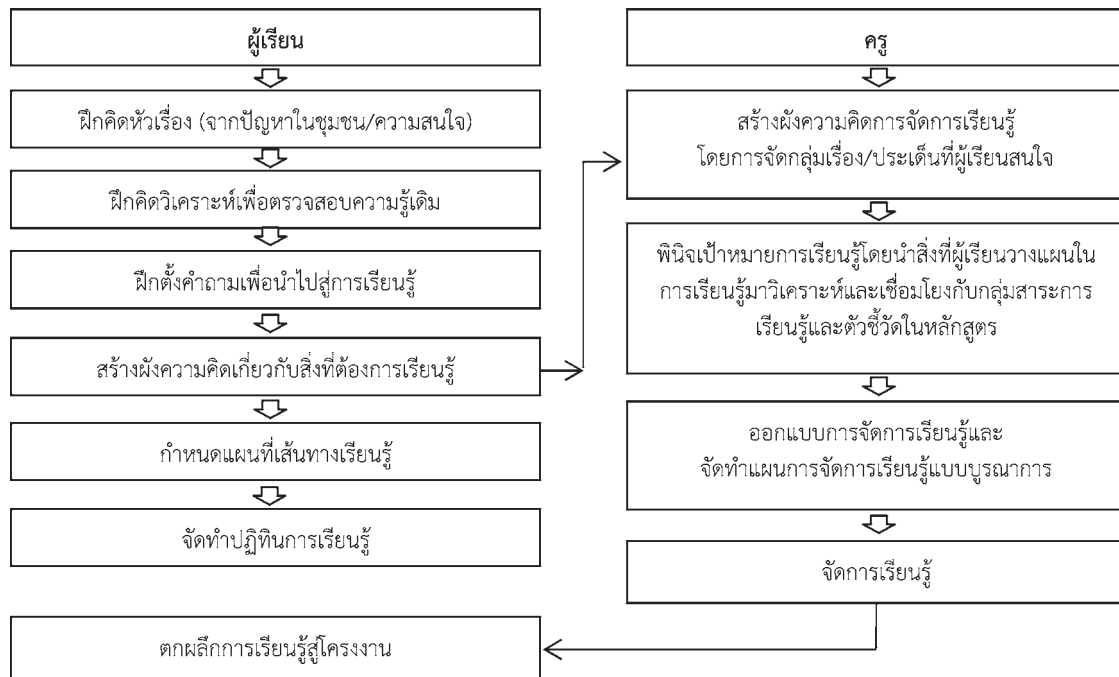 ผู้เรียน
ฝึกคิดหัวเรื่อง (จากปัญหาในชุมชน/ความสนใจ)
ฝึกคิดวิเคราะห์เพื่อตรวจสอบความรู้เดิม
ฝึกตั้งคำถามเพื่อนำไปสู่การเรียนรู้
สร้างผังความคิดเกี่ยวกับสิ่งที่ต้องการเรียนรู้
กำหนดแผนที่เส้นทางเรียนรู้
จัดทำปฏิทินการเรียนรู้
ครู
สร้างผังความคิดการจัดการเรียนรู้
โดยการจัดกลุ่มเรื่อง/ประเด็นที่ผู้เรียนสนใจ
พินิจเป้าหมายการเรียนรู้โดยนำสิ่งที่ผู้เรียนวางแผนใน
การเรียนรู้มาวิเคราะห์และเชื่อมโยงกับกลุ่มสาระการ
เรียนรู้และตัวชี้วัดในหลักสูตร
ออกแบบการจัดการเรียนรู้และ
จัดทำแผนการจัดการเรียนรู้แบบบูรณาการ
จัดการเรียนรู้
ตกผลึกการเรียนรู้สู่โครงงาน